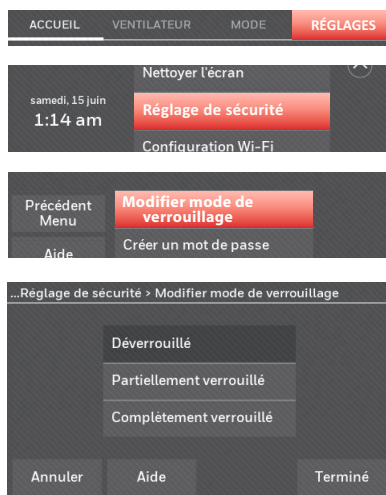 ACCUEIL VENTILATEUR MODE RÉGLAGES
Nettoyer l'écran
samedi, 15 juin
1:14 am
Réglage de sécurité
Configuration Wi-Fi
Précédent
Menu
Aide
Modifier mode de
verrouillage
Créer un mot de passe
...Réglage de sécurité > Modifier mode de verrouillage
Déverrouillé
Partiellement verrouillé
Complètement verrouillé
Annuler Aide Terminé